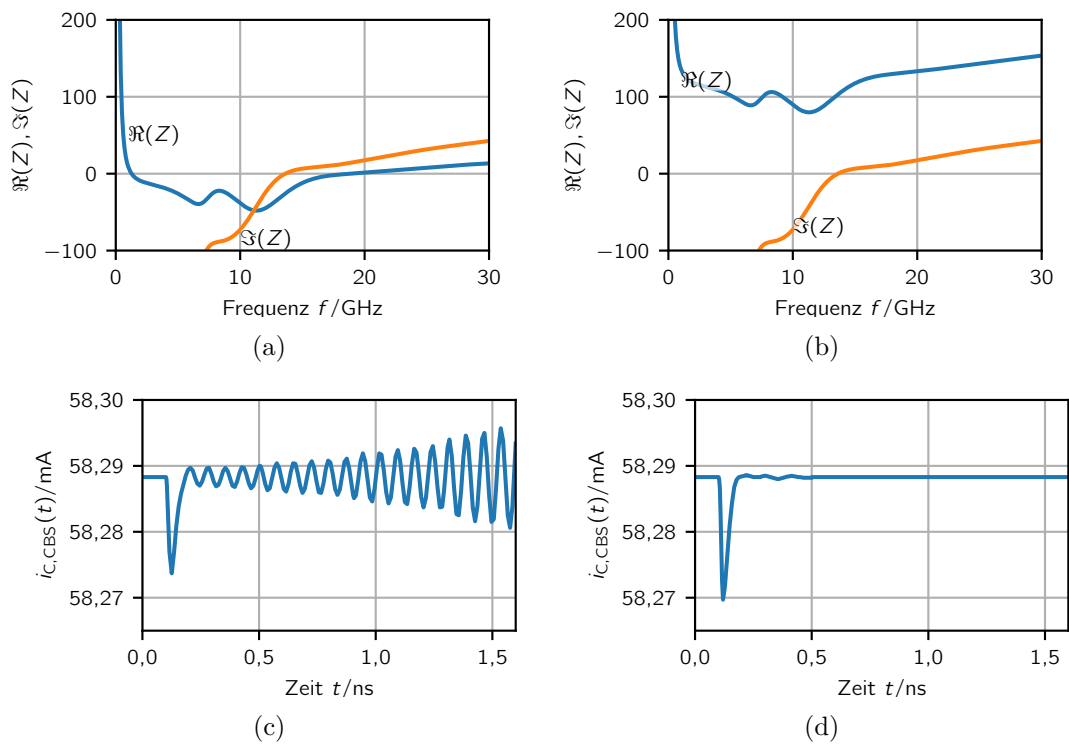 200
100
0
−100
ℜ(Z), ℑ(Z)
ℜ(Z)
ℑ(Z)
0 10 20 30
Frequenz f/GHz
(a)
200
100
0
−100
ℜ(Z), ℑ(Z)
ℜ(Z)
ℑ(Z)
0 10 20 30
Frequenz f/GHz
(b)
58,30
58,29
58,28
58,27
i_C,CBS(t)/mA
0,0 0,5 1,0 1,5
Zeit t/ns
(c)
58,30
58,29
58,28
58,27
i_C,CBS(t)/mA
0,0 0,5 1,0 1,5
Zeit t/ns
(d)